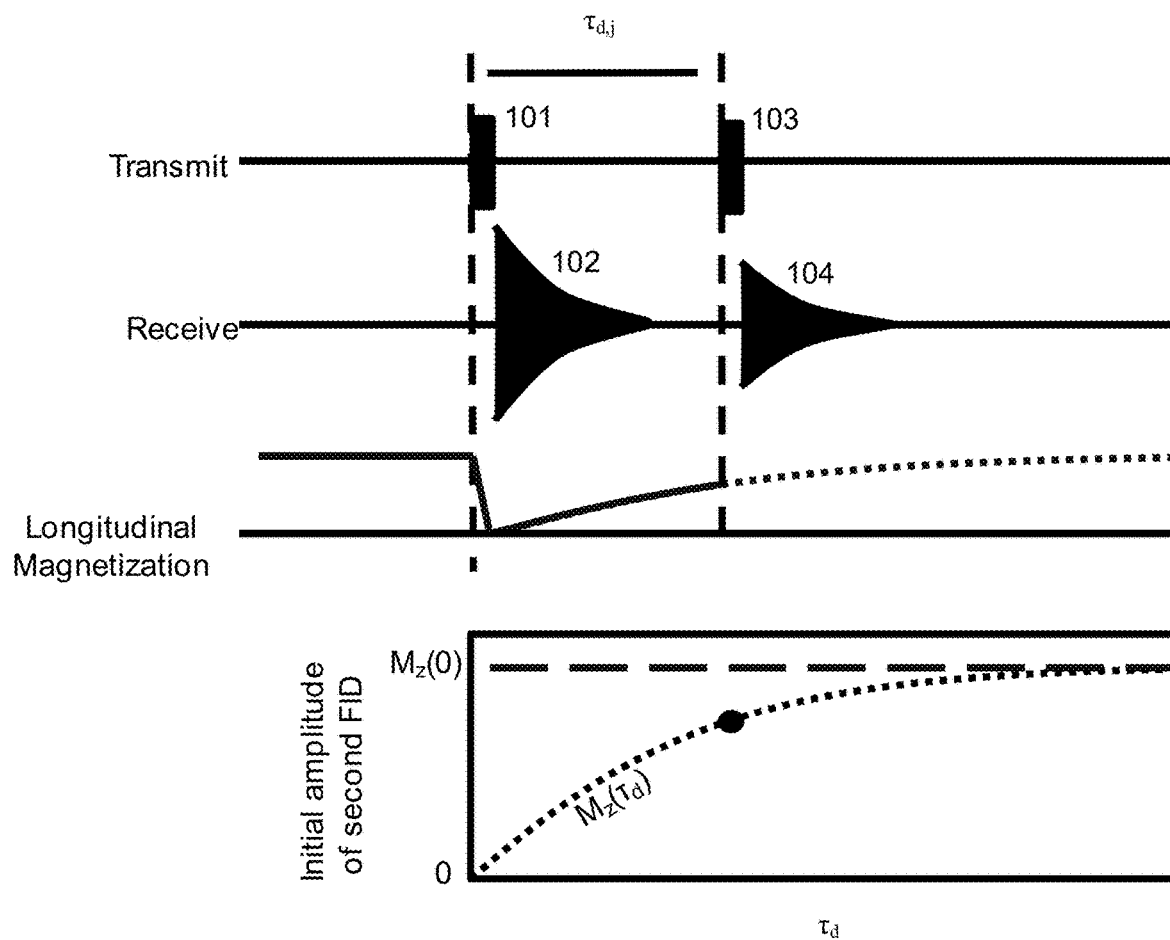 τd,j
101
103
Transmit
102
104
Receive
Longitudinal
Magnetization
Mz(0)
Initial amplitude
of second FID
Mz(τd)
0
τd